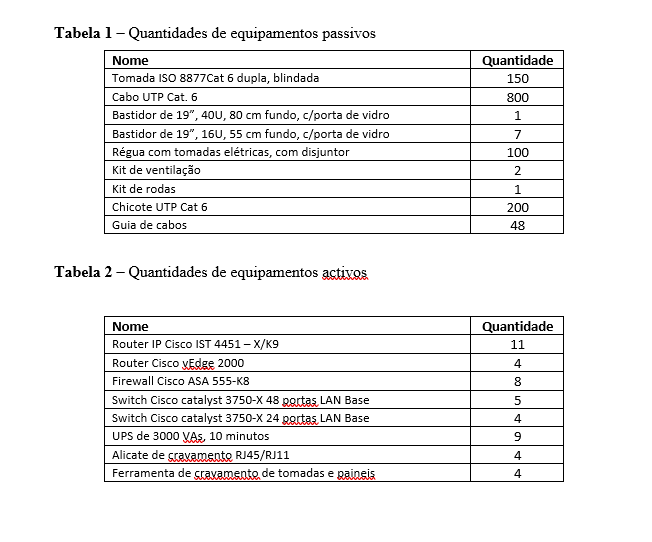 Tabela 1 – Quantidades de equipamentos passivos
Nome Quantidade
Tomada ISO 8877Cat 6 dupla, blindada 150
Cabo UTP Cat. 6 800
Bastidor de 19”, 40U, 80 cm fundo, c/porta de vidro 1
Bastidor de 19”, 16U, 55 cm fundo, c/porta de vidro 7
Régua com tomadas elétricas, com disjuntor 100
Kit de ventilação 2
Kit de rodas 1
Chicote UTP Cat 6 200
Guia de cabos 48
Tabela 2 – Quantidades de equipamentos activos
Nome Quantidade
Router IP Cisco IST 4451 – X/K9 11
Router Cisco vEdge 2000 4
Firewall Cisco ASA 555-K8 8
Switch Cisco catalyst 3750-X 48 portas LAN Base 5
Switch Cisco catalyst 3750-X 24 portas LAN Base 4
UPS de 3000 VAs, 10 minutos 9
Alicate de cravamento RJ45/RJ11 4
Ferramenta de cravamento de tomadas e paineis 4